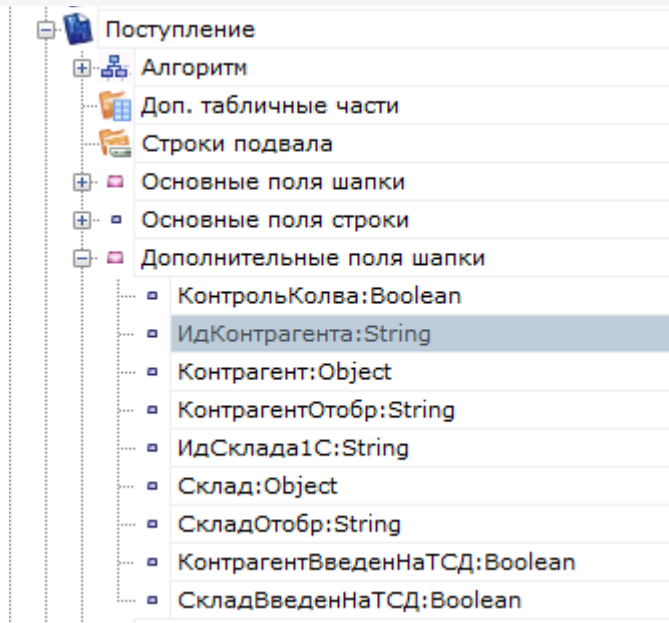 Поступление
Алгоритм
Доп. табличные части
Строки подвала
Основные поля шапки
Основные поля строки
Дополнительные поля шапки
КонтрольКолва:Boolean
ИдКонтрагента:String
Контрагент:Object
КонтрагентОтобр:String
ИдСклада1С:String
Склад:Object
СкладОтобр:String
КонтрагентВведенНаТСД:Boolean
СкладВведенНаТСД:Boolean